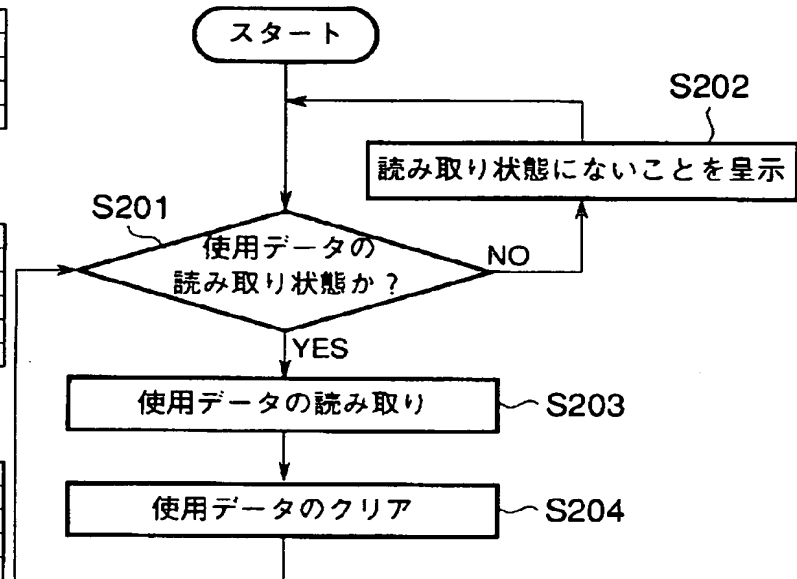 スタート
S202
読み取り状態にないことを呈示
S201
使用データの
読み取り状態か?
NO
YES
使用データの読み取り
S203
使用データのクリア
S204